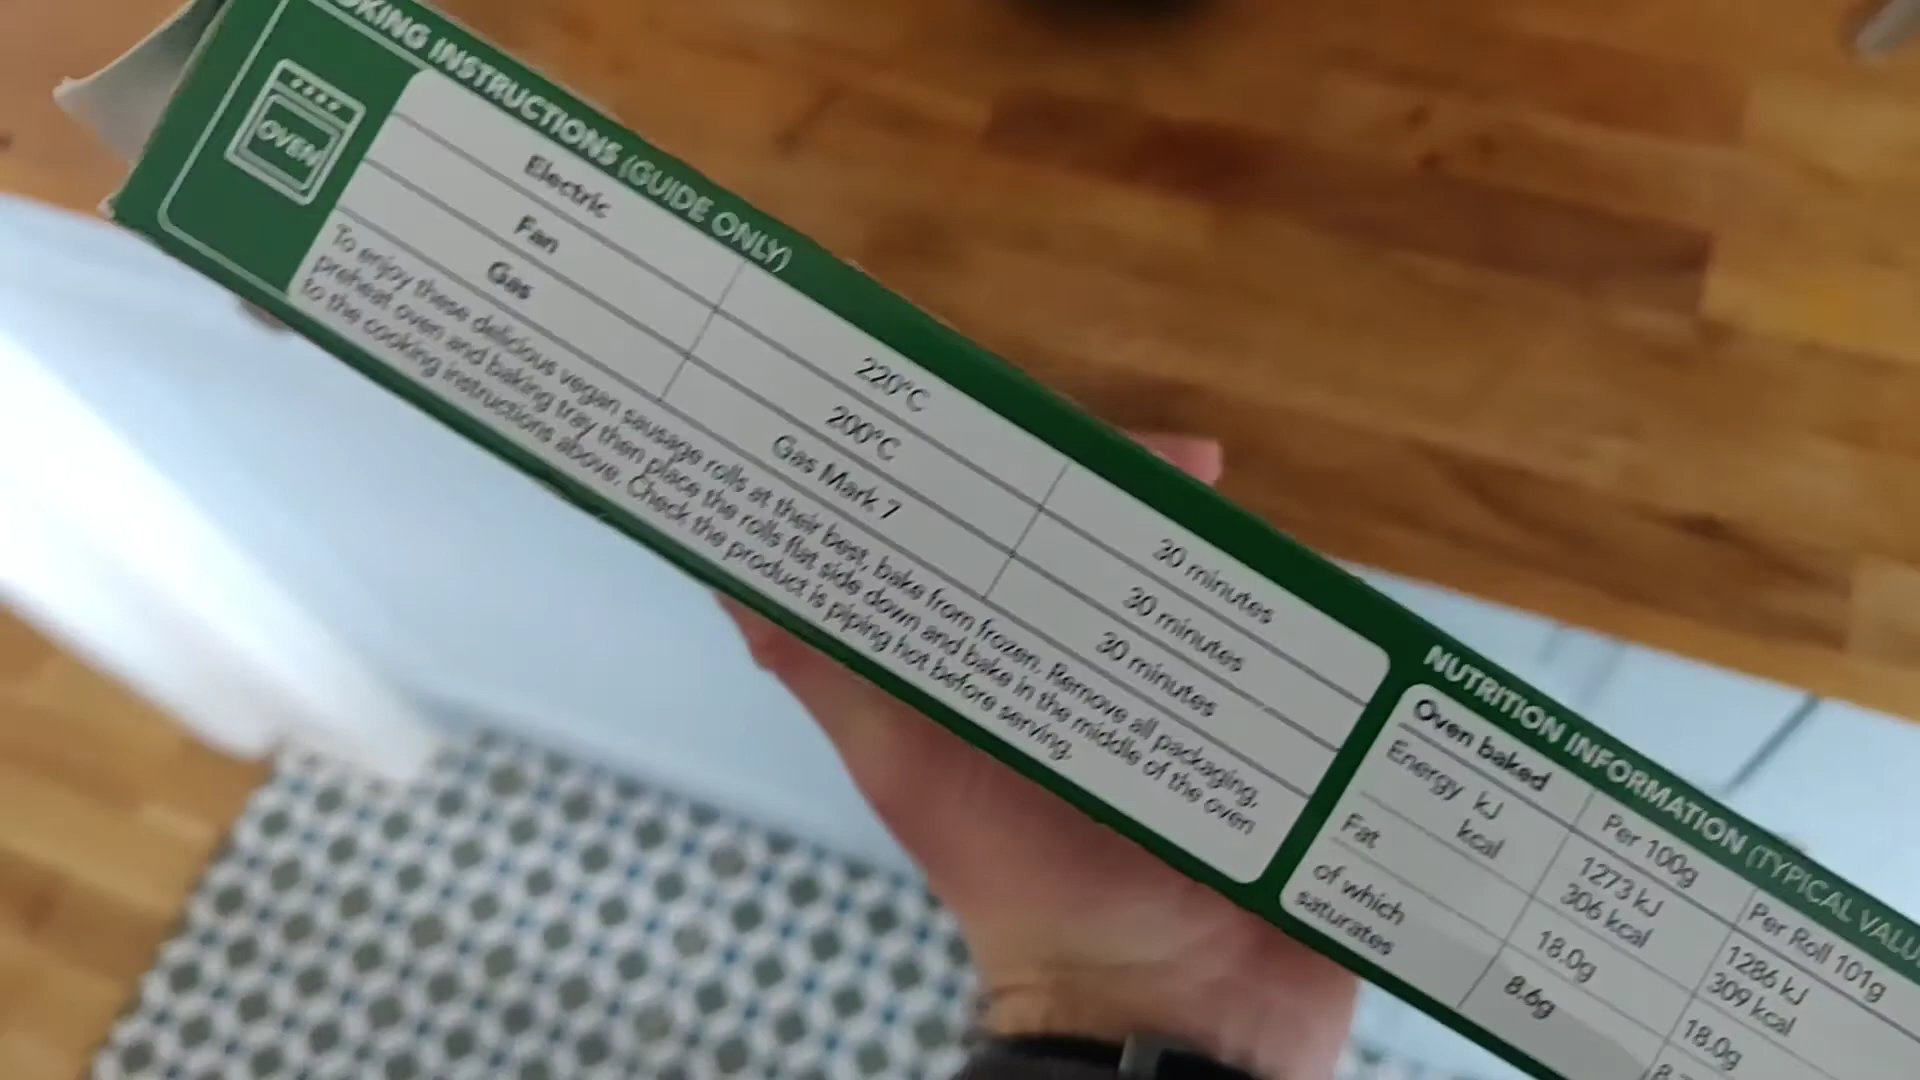 OKING INSTRUCTIONS (GUIDE ONLY)
OVEN
Electric 220°C 30 minutes
Fan 200°C 30 minutes
Gas Gas Mark 7 30 minutes
To enjoy these delicious vegan sausage rolls at their best, bake from frozen. Remove all packaging,
preheat oven and baking tray then place the rolls flat side down and bake in the middle of the oven
to the cooking instructions above. Check the product is piping hot before serving.
NUTRITION INFORMATION (TYPICAL VALU
Oven baked Per 100g Per Roll 101g
Energy kJ 1273 kJ 1286 kJ
kcal 306 kcal 309 kcal
Fat 18.0g 18.0g
of which
saturates 8.6g